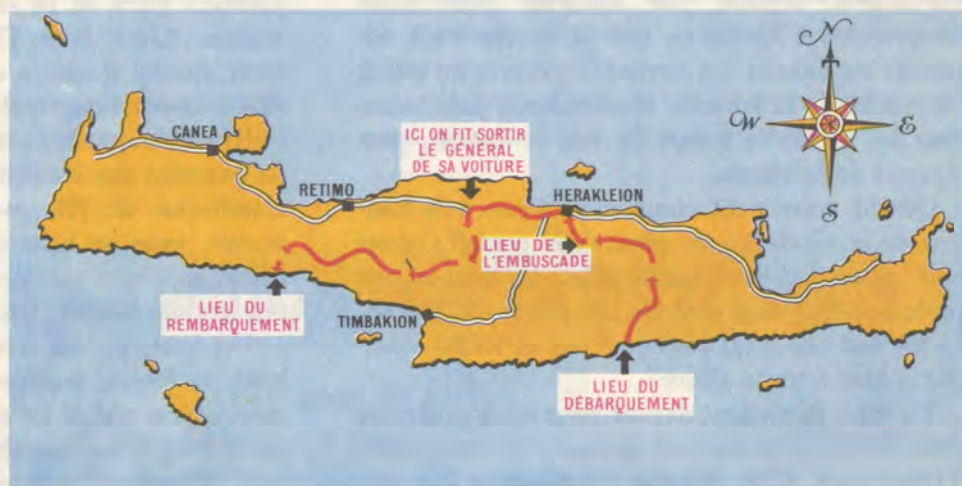 N
W
E
S
CANEA
RETIMO
ICI ON FIT SORTIR
LE GÉNÉRAL
DE SA VOITURE
HERAKLEION
LIEU DE
L'EMBUSCADE
LIEU DU
REMBARQUEMENT
TIMBAKION
LIEU DU
DÉBARQUEMENT